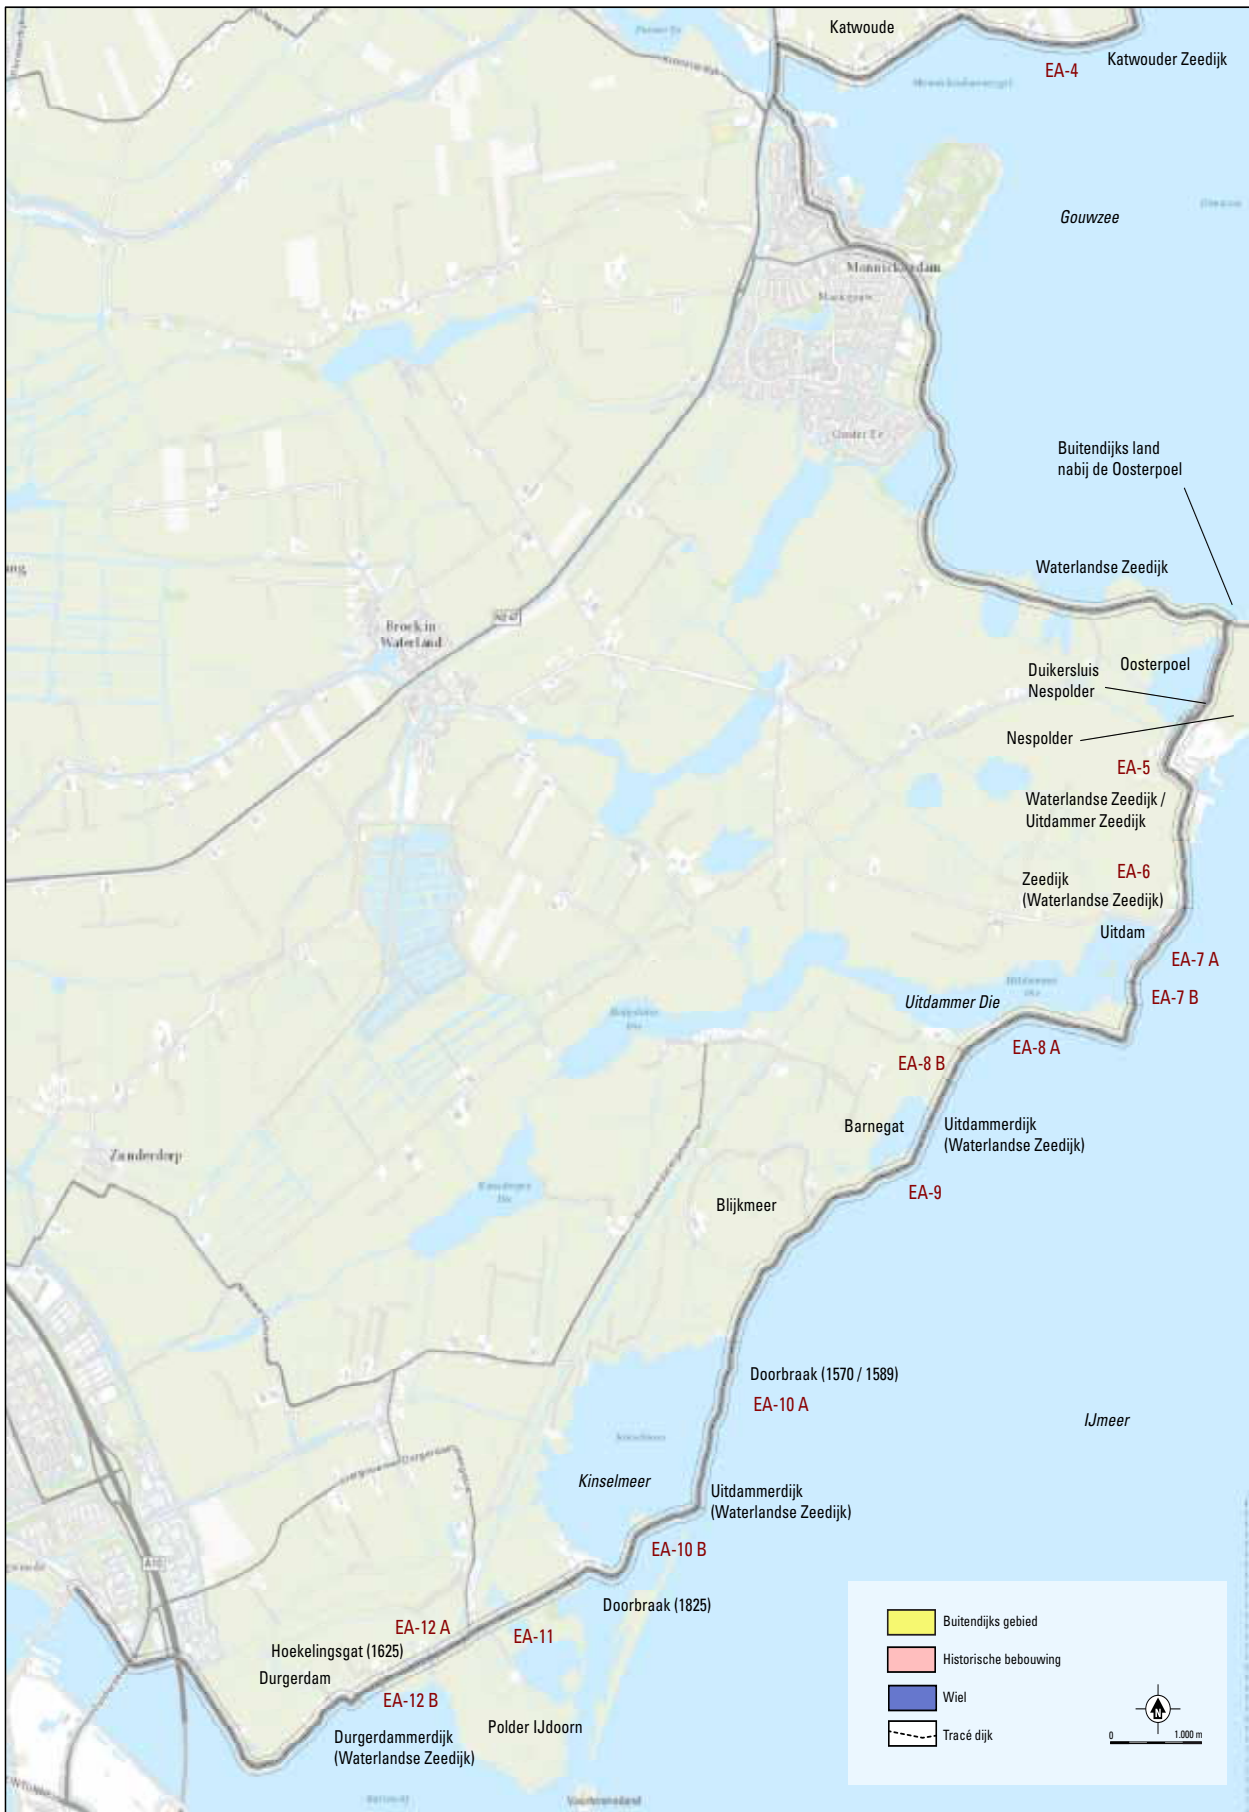 Katwoude
EA-4
Katwouder Zeedijk
Gouwzee
Monnickendam
Buitendijks land
nabij de Oosterpoel
Waterlandse Zeedijk
Broek in
Waterland
Oosterpoel
Duikersluis
Nespolder
Nespolder
EA-5
Waterlandse Zeedijk /
Uitdammer Zeedijk
EA-6
Zeedijk
(Waterlandse Zeedijk)
Uitdam
EA-7 A
EA-7 B
Uitdammer Die
EA-8 A
EA-8 B
Barnegat
Uitdammerdijk
(Waterlandse Zeedijk)
Zunderdorp
EA-9
Blijkmeer
Doorbraak (1570 / 1589)
EA-10 A
IJmeer
Kinselmeer
Uitdammerdijk
(Waterlandse Zeedijk)
EA-10 B
A10
Doorbraak (1825)
EA-12 A
EA-11
Hoekelingsgat (1625)
Durgerdam
EA-12 B
Polder IJdoorn
Durgerdammerdijk
(Waterlandse Zeedijk)
Buitendijks gebied
Historische bebouwing
Wiel
Tracé dijk
N
0 1.000 m